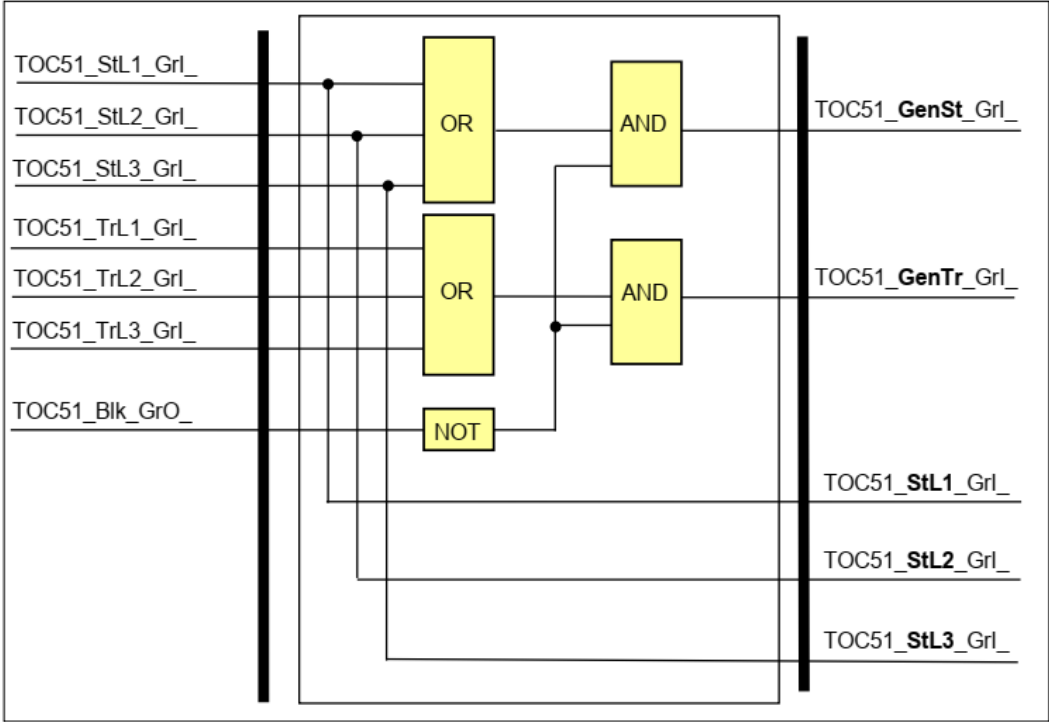 TOC51_StL1_GrI_
TOC51_StL2_GrI_
TOC51_StL3_GrI_
TOC51_TrL1_GrI_
TOC51_TrL2_GrI_
TOC51_TrL3_GrI_
TOC51_Blk_GrO_
OR
OR
NOT
AND
AND
TOC51_GenSt_GrI_
TOC51_GenTr_GrI_
TOC51_StL1_GrI_
TOC51_StL2_GrI_
TOC51_StL3_GrI_